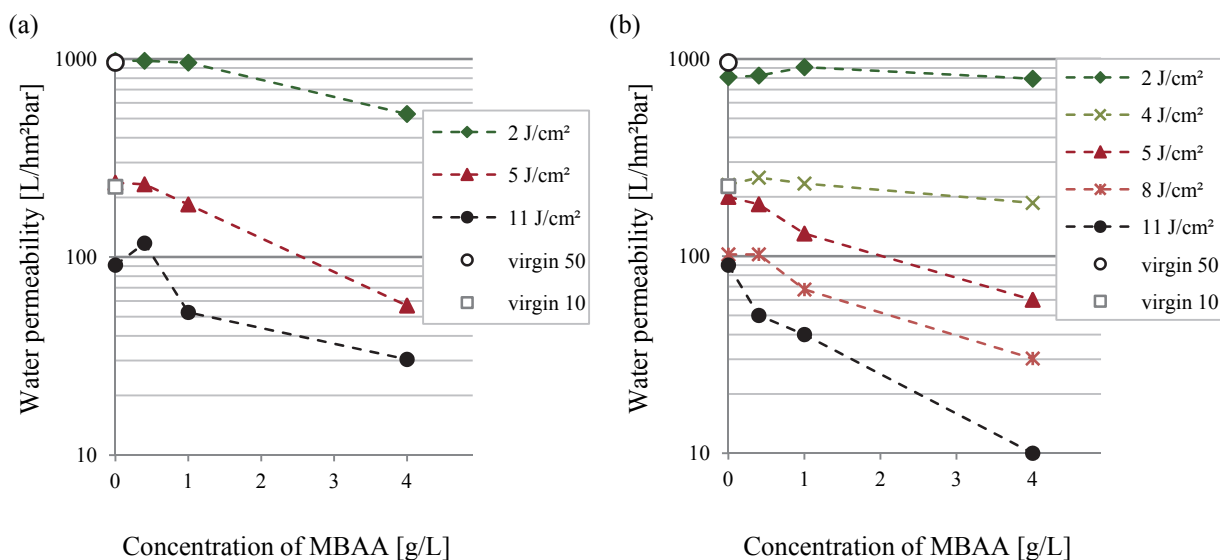 (a)
Water permeability [L/hm²bar]
1000
100
10
0 1 2 3 4
Concentration of MBAA [g/L]
2 J/cm²
5 J/cm²
11 J/cm²
virgin 50
virgin 10
(b)
Water permeability [L/hm²bar]
1000
100
10
0 1 2 3 4
Concentration of MBAA [g/L]
2 J/cm²
4 J/cm²
5 J/cm²
8 J/cm²
11 J/cm²
virgin 50
virgin 10